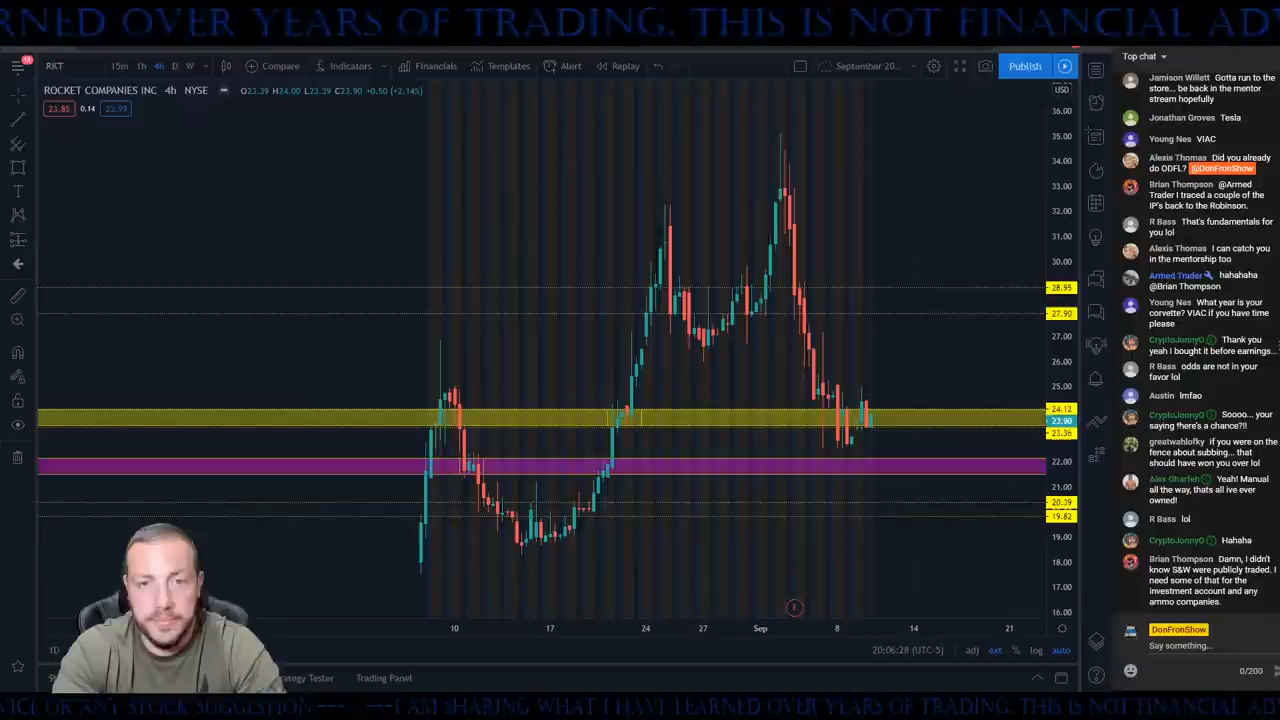 RNED OVER YEARS OF TRADING. THIS IS NOT FINANCIAL AD
RKT 15m 1h 4h D W Compare Indicators Financials Templates Alert Replay September 20... Publish
ROCKET COMPANIES INC 4h NYSE O23.39 H24.00 L23.39 C23.90 +0.50 (+2.14%)
23.85 0.14 23.99
USD
36.00
35.00
34.00
33.00
32.00
31.00
30.00
28.95
27.90
27.00
26.00
25.00
24.12
23.90
23.36
22.00
21.00
20.39
19.82
19.00
18.00
17.00
16.00
E
10 17 24 27 Sep 8 14 21
1D
20:06:28 (UTC-5) adj ext % log auto
rategy Tester Trading Panel
Top chat
Jamison Willett Gotta run to the
store... be back in the mentor
stream hopefully
Jonathan Groves Tesla
Young Nes VIAC
Alexis Thomas Did you already
do ODFL? @DonFronShow
Brian Thompson @Armed
Trader I traced a couple of the
IP's back to the Robinson.
R Bass That's fundamentals for
you lol
Alexis Thomas I can catch you
in the mentorship too
Armed Trader hahahaha
@Brian Thompson
Young Nes What year is your
corvette? VIAC if you have time
please
CryptoJonnyO Thank you
yeah I bought it before earnings...
R Bass odds are not in your
favor lol
Austin lmfao
CryptoJonnyO Soooo... your
saying !here's a chance?!!
greatwahlofky if you were on the
fence about subbing... that
should have won you over lol
Alex Gharfeh Yeah! Manual
all the way, thats all ive ever
owned!
R Bass lol
CryptoJonnyO Hahaha
Brian Thompson Damn, I didn't
know S&W were publicly traded. I
need some of that for the
investment account and any
ammo companies.
DonFronShow
Say something...
0/200
VICE OR ANY STOCK SUGGESTION --- ---I AM SHARING WHAT I HAVE LEARNED OVER YEARS OF TRADING. THIS IS NOT FINANCIAL